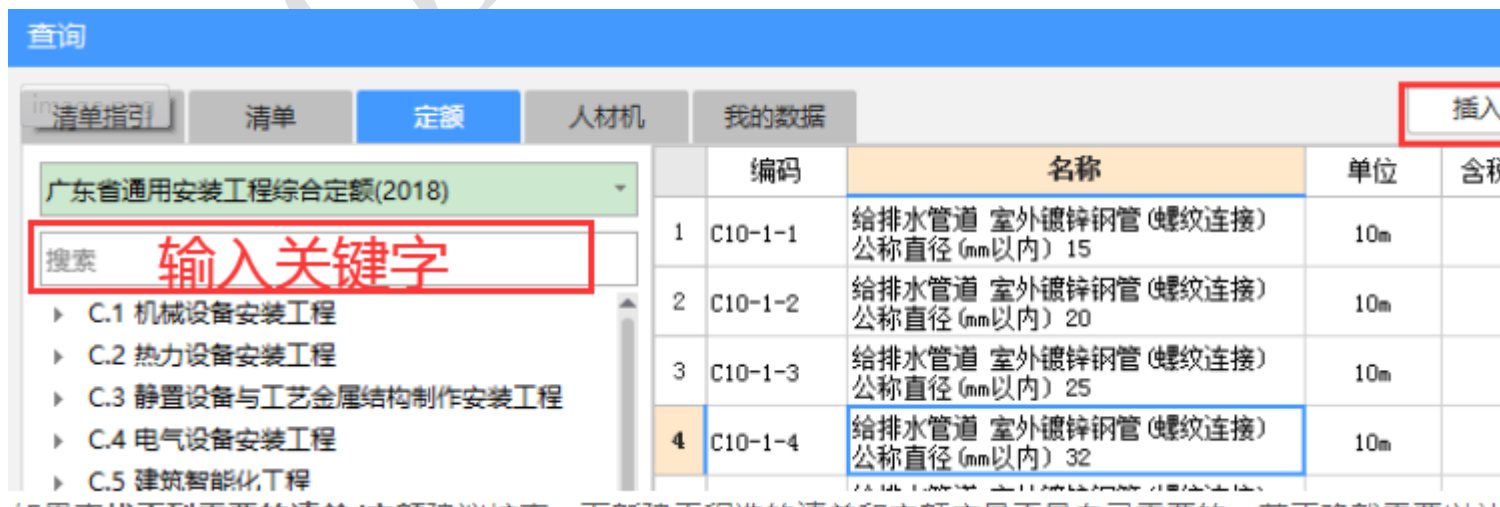 查询
清单指引 清单 定额 人材机 我的数据 插入
广东省通用安装工程综合定额(2018)
搜索 输入关键字
C.1 机械设备安装工程
C.2 热力设备安装工程
C.3 静置设备与工艺金属结构制作安装工程
C.4 电气设备安装工程
C.5 建筑智能化工程
编码 名称 单位 含税
1 C10-1-1 给排水管道 室外镀锌钢管(螺纹连接)
公称直径(mm以内) 15 10m
2 C10-1-2 给排水管道 室外镀锌钢管(螺纹连接)
公称直径(mm以内) 20 10m
3 C10-1-3 给排水管道 室外镀锌钢管(螺纹连接)
公称直径(mm以内) 25 10m
4 C10-1-4 给排水管道 室外镀锌钢管(螺纹连接)
公称直径(mm以内) 32 10m